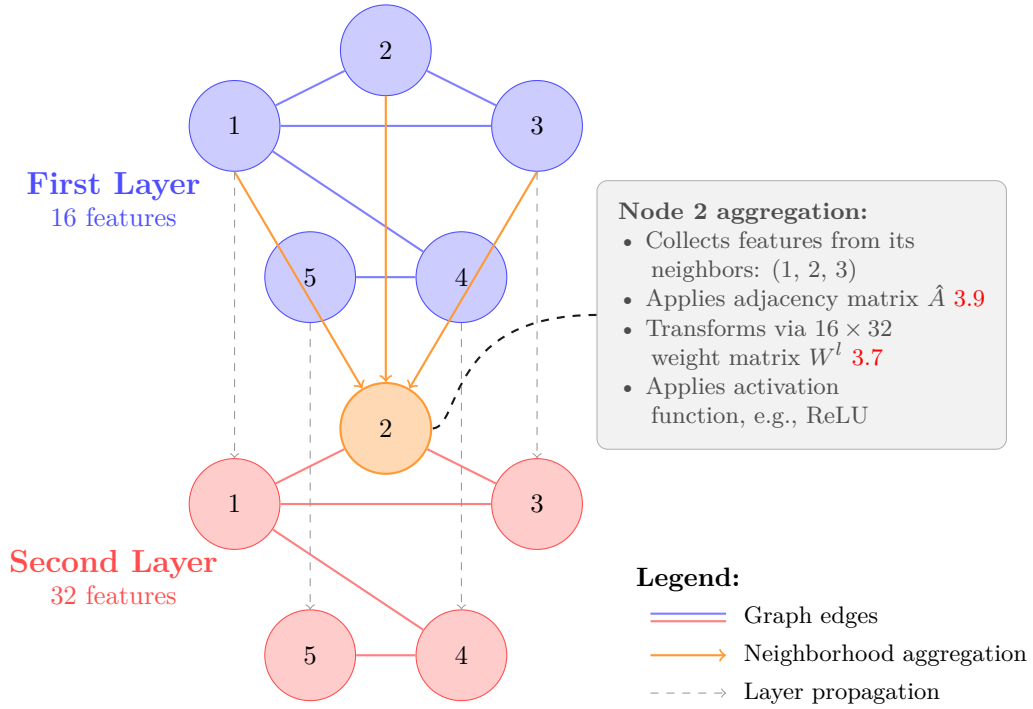 2
1
3
First Layer
16 features
5
4
Node 2 aggregation:
• Collects features from its
neighbors: (1, 2, 3)
• Applies adjacency matrix Â 3.9
• Transforms via 16 × 32
weight matrix Wˡ 3.7
• Applies activation
function, e.g., ReLU
2
1
3
Second Layer
32 features
5
4
Legend:
Graph edges
Neighborhood aggregation
Layer propagation